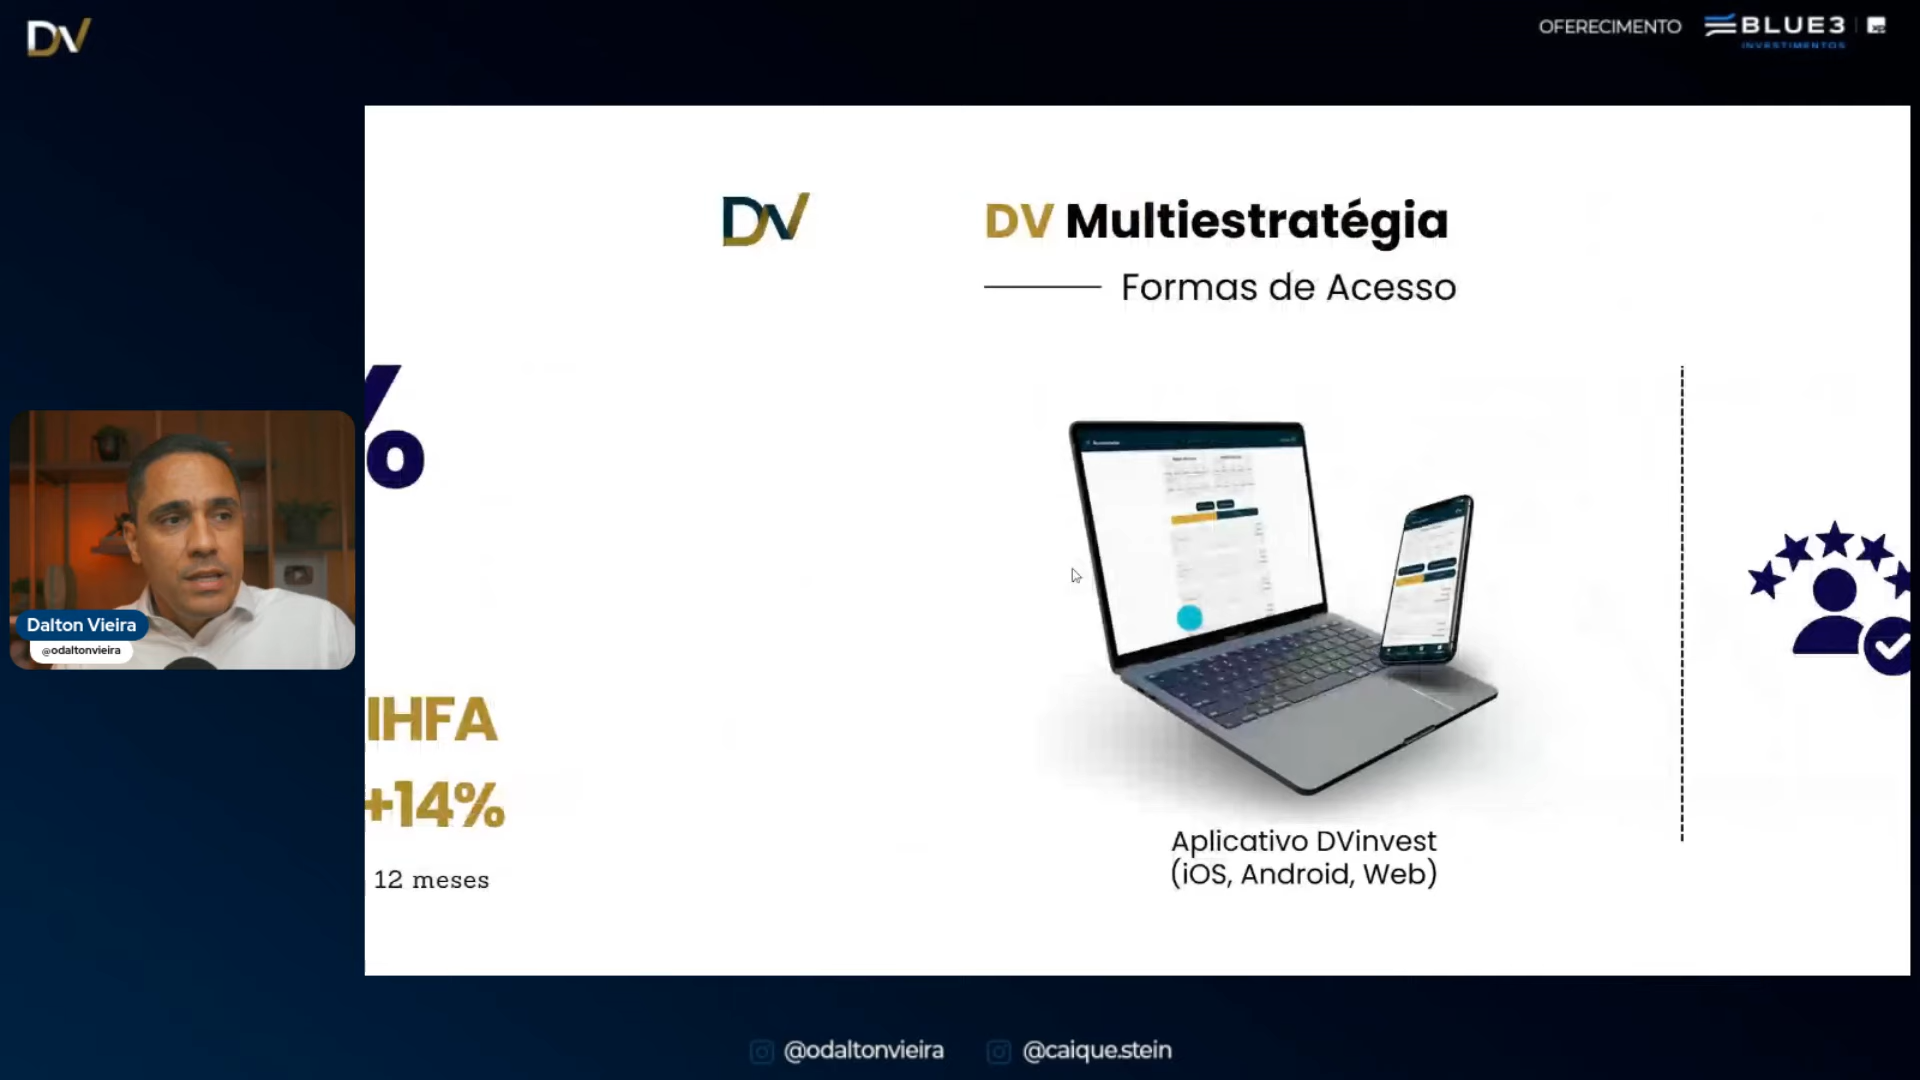 DV
OFERECIMENTO
BLUE3
INVESTIMENTOS
DV
DV Multiestratégia
Formas de Acesso
%
Dalton Vieira
@odaltonvieira
IHFA
+14%
12 meses
Aplicativo DVinvest
(iOS, Android, Web)
@odaltonvieira
@caique.stein